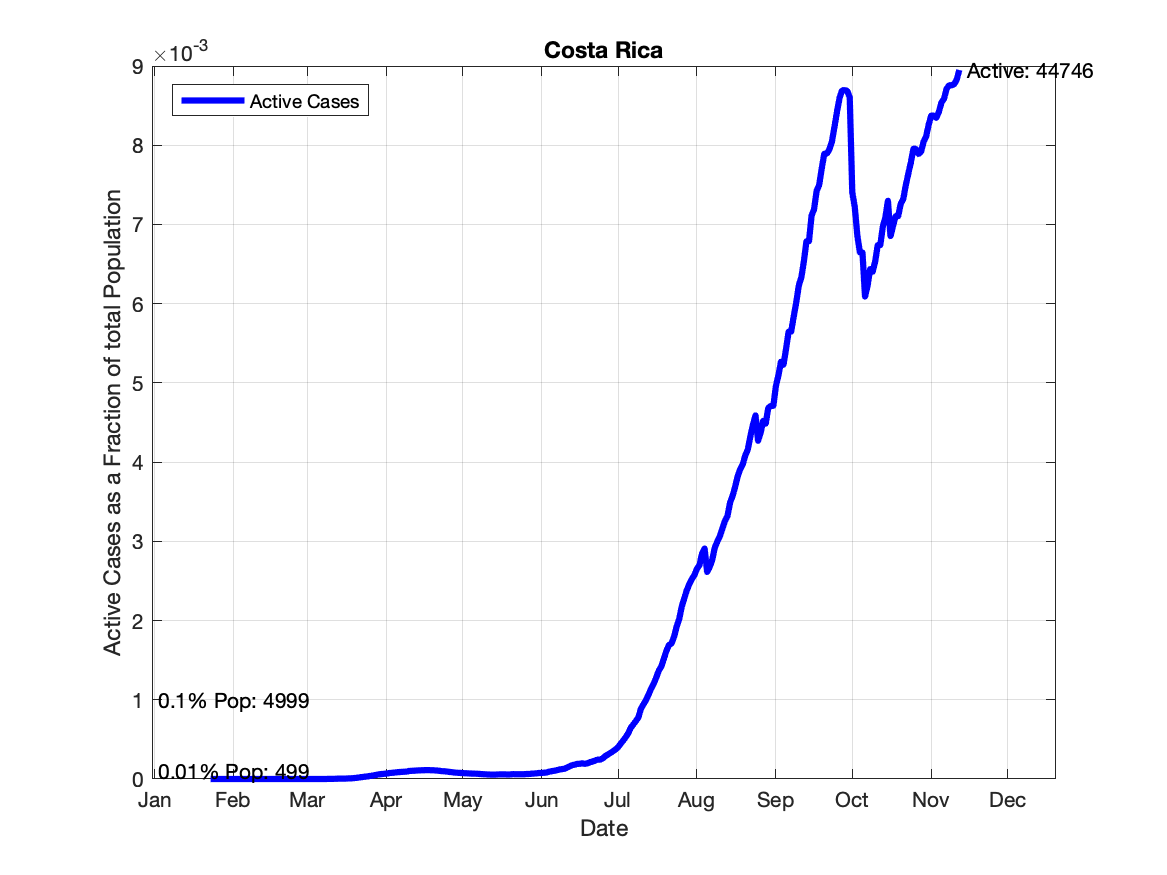 Costa Rica
×10-3
9
8
7
6
5
4
3
2
1
0
Active Cases as a Fraction of total Population
Active Cases
Active: 44746
0.1% Pop: 4999
0.01% Pop: 499
Jan Feb Mar Apr May Jun Jul Aug Sep Oct Nov Dec
Date